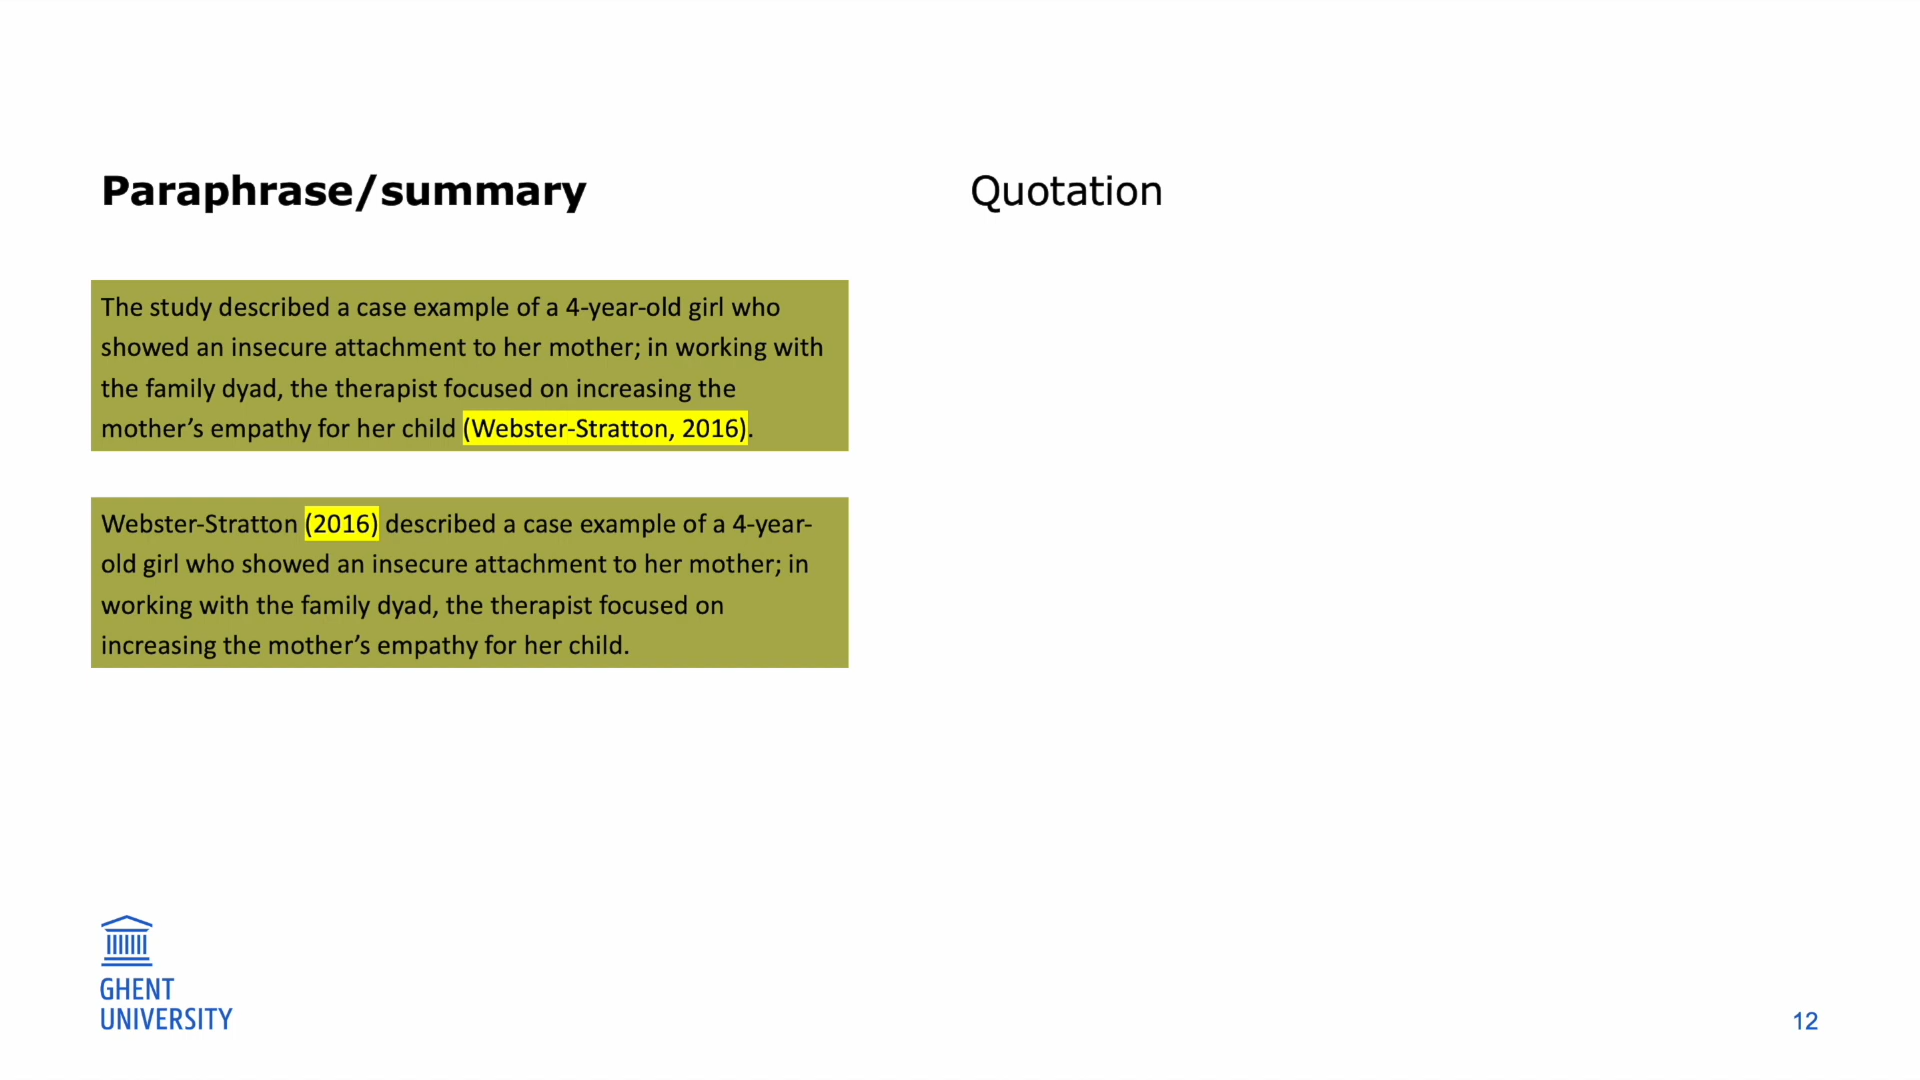 Paraphrase/summary
Quotation
The study described a case example of a 4-year-old girl who
showed an insecure attachment to her mother; in working with
the family dyad, the therapist focused on increasing the
mother’s empathy for her child (Webster-Stratton, 2016).
Webster-Stratton (2016) described a case example of a 4-year-
old girl who showed an insecure attachment to her mother; in
working with the family dyad, the therapist focused on
increasing the mother’s empathy for her child.
GHENT
UNIVERSITY
12